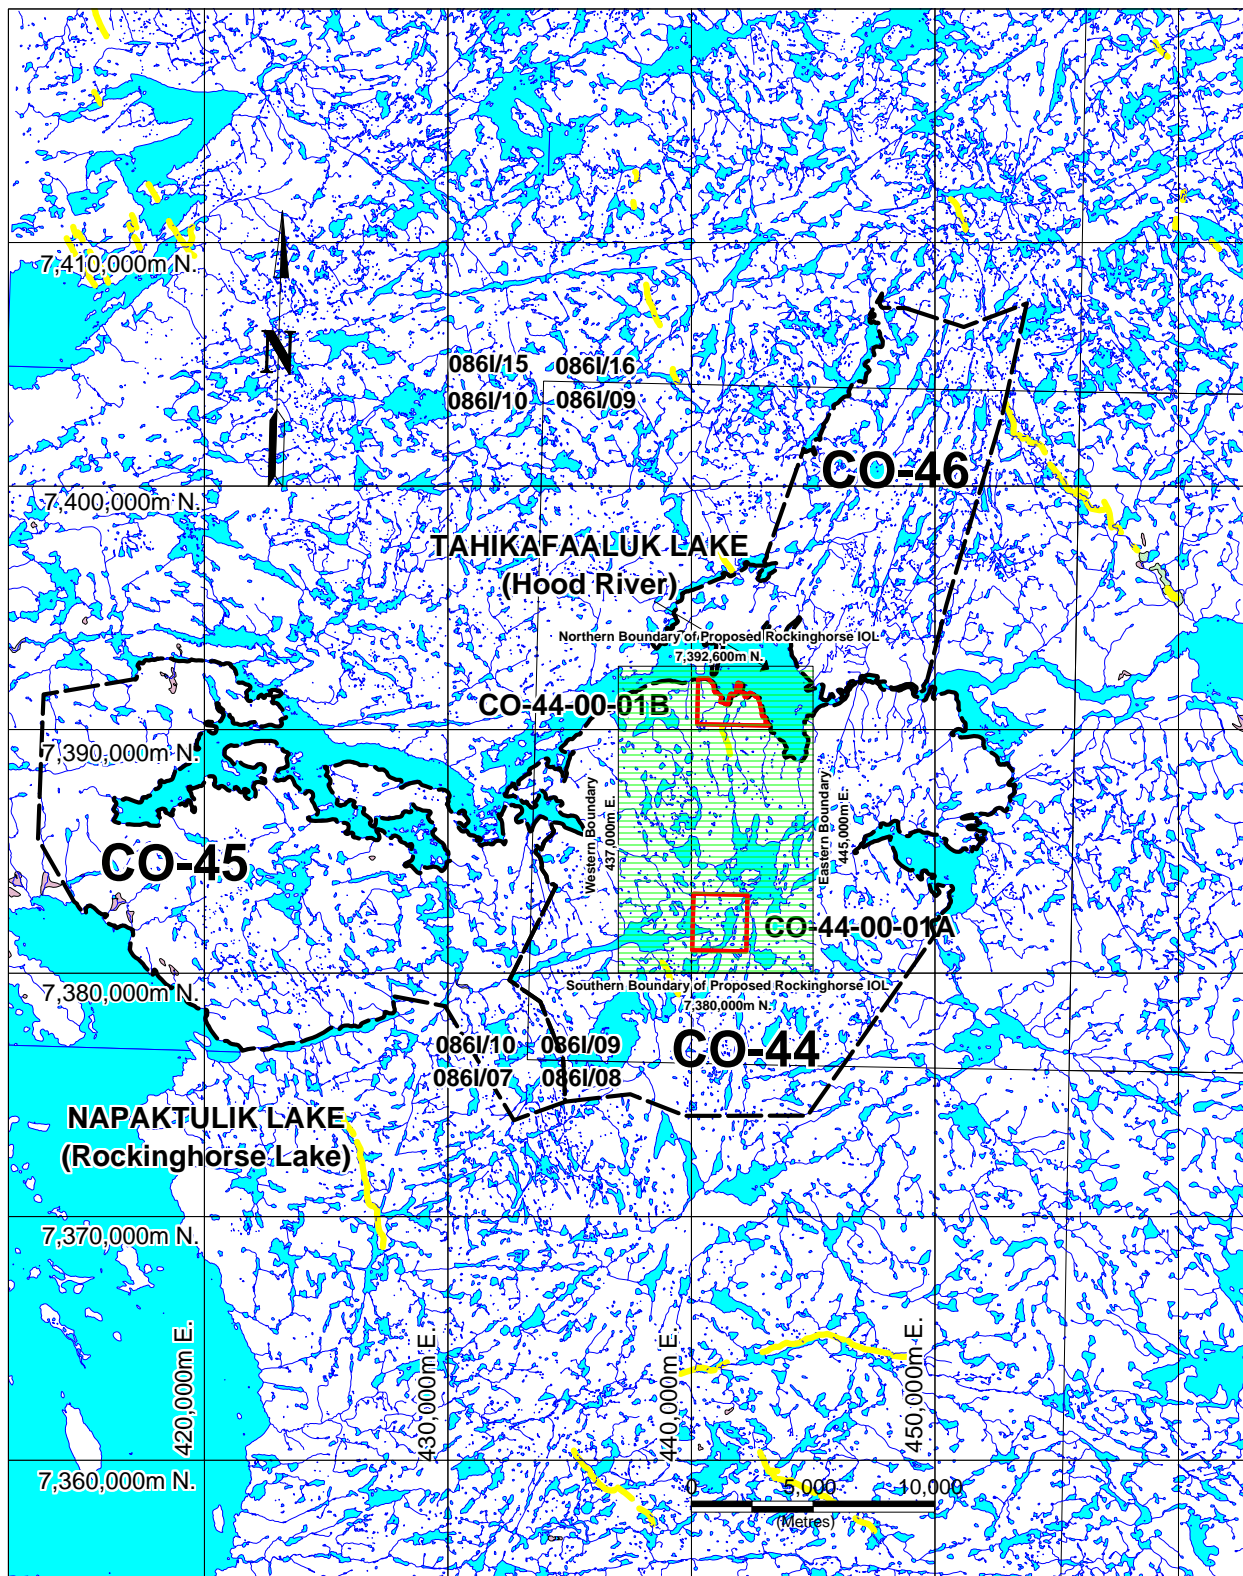 7,410,000m N.
N
086I/15 086I/16
086I/10 086I/09
CO-46
7,400,000m N.
TAHIKAFAALUK LAKE
(Hood River)
Northern Boundary of Proposed Rockinghorse IOL
7,392,600m N.
CO-44-00-01B
7,390,000m N.
Western Boundary
437,000m E.
Eastern Boundary
445,000m E.
CO-45
CO-44-00-01A
7,380,000m N.
Southern Boundary of Proposed Rockinghorse IOL
7,380,000m N.
086I/10 086I/09
CO-44
086I/07 086I/08
NAPAKTULIK LAKE
(Rockinghorse Lake)
7,370,000m N.
420,000m E.
430,000m E.
440,000m E.
450,000m E.
7,360,000m N.
0 5,000 10,000
(Metres)